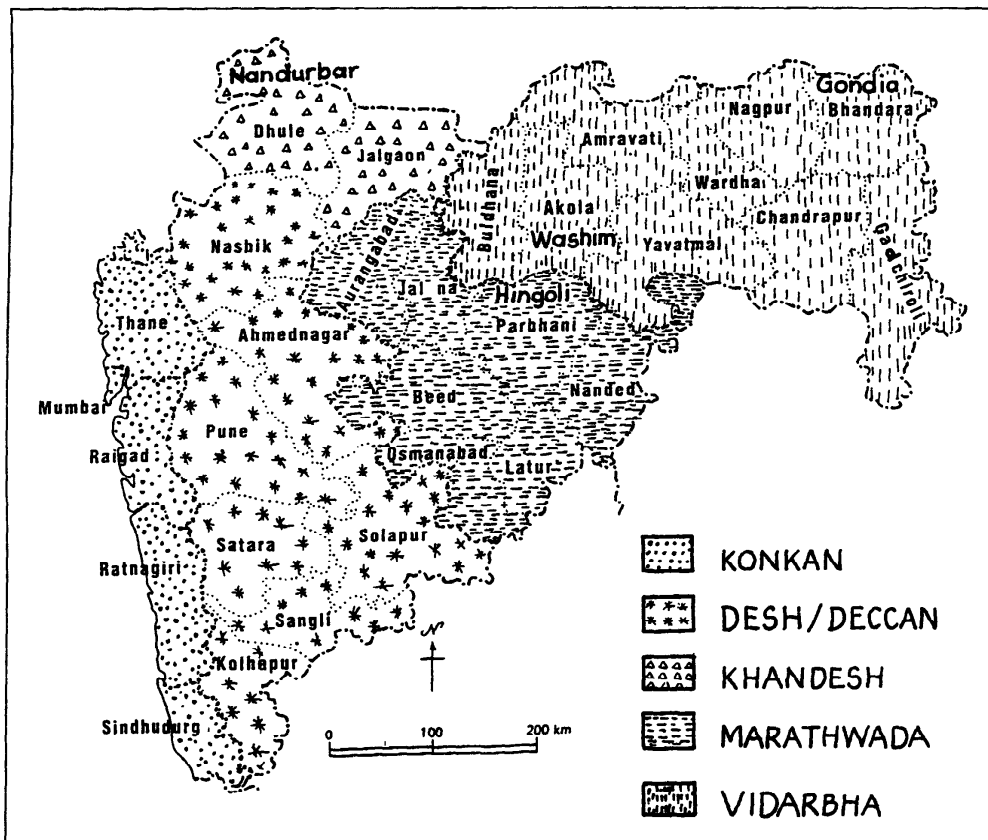 Nandurbar
Gondia
Nagpur
Bhandara
Dhule
Amravati
Jalgaon
Buldhana
Wardha
Akola
Chandrapur
Nashik
Aurangabad
Washim
Yavatmal
Gadchiroli
Jalna
Hingoli
Thane
Ahmednagar
Parbhani
Beed
Nanded
Mumbai
Pune
Raigad
Osmanabad
Latur
Satara
Solapur
Ratnagiri
Sangli
Kolhapur
Sindhudurg
N
0 100 200 km
KONKAN
DESH/DECCAN
KHANDESH
MARATHWADA
VIDARBHA